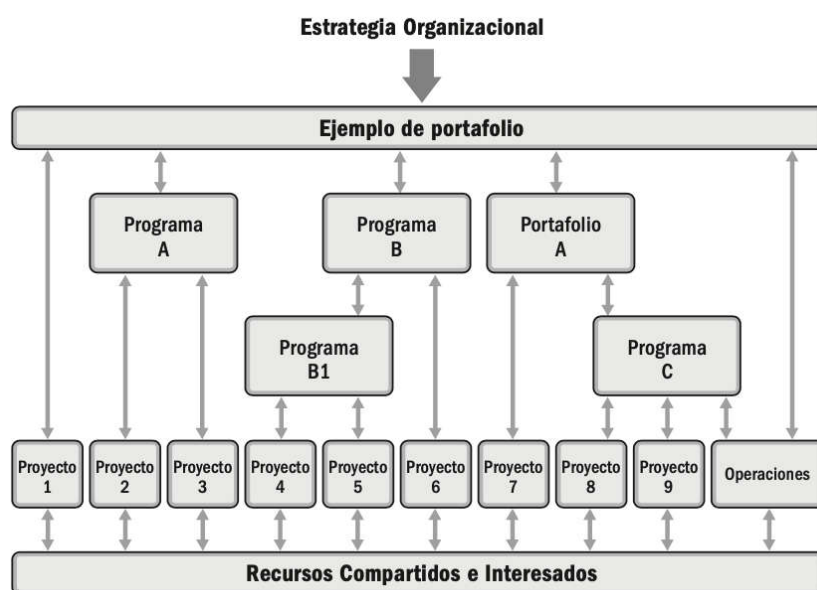 Estrategia Organizacional
Ejemplo de portafolio
Programa
A
Programa
B
Portafolio
A
Programa
B1
Programa
C
Proyecto
1
Proyecto
2
Proyecto
3
Proyecto
4
Proyecto
5
Proyecto
6
Proyecto
7
Proyecto
8
Proyecto
9
Operaciones
Recursos Compartidos e Interesados